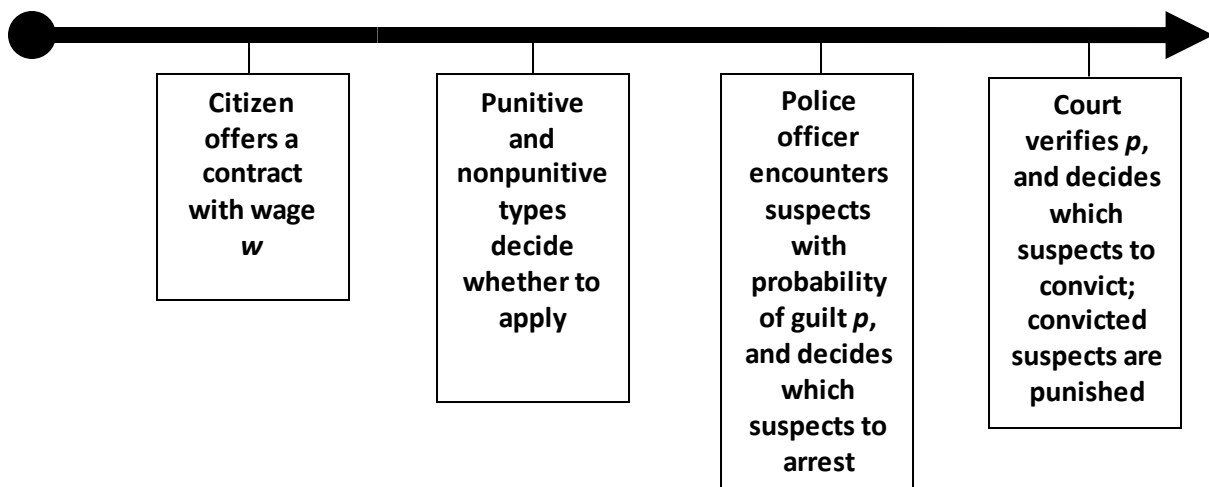 Citizen
offers a
contract
with wage
w
Punitive
and
nonpunitive
types
decide
whether to
apply
Police
officer
encounters
suspects
with
probability
of guilt p,
and decides
which
suspects to
arrest
Court
verifies p,
and decides
which
suspects to
convict;
convicted
suspects are
punished